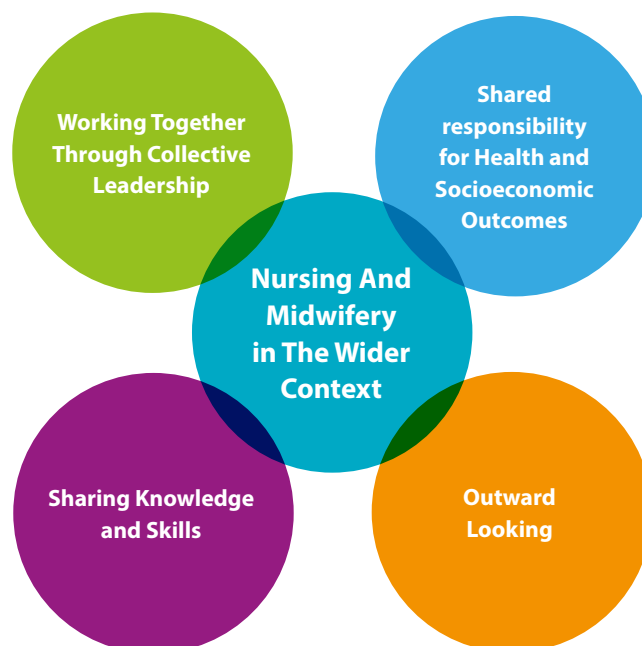 Working Together
Through Collective
Leadership
Shared
responsibility
for Health and
Socioeconomic
Outcomes
Nursing And
Midwifery
in The Wider
Context
Sharing Knowledge
and Skills
Outward
Looking